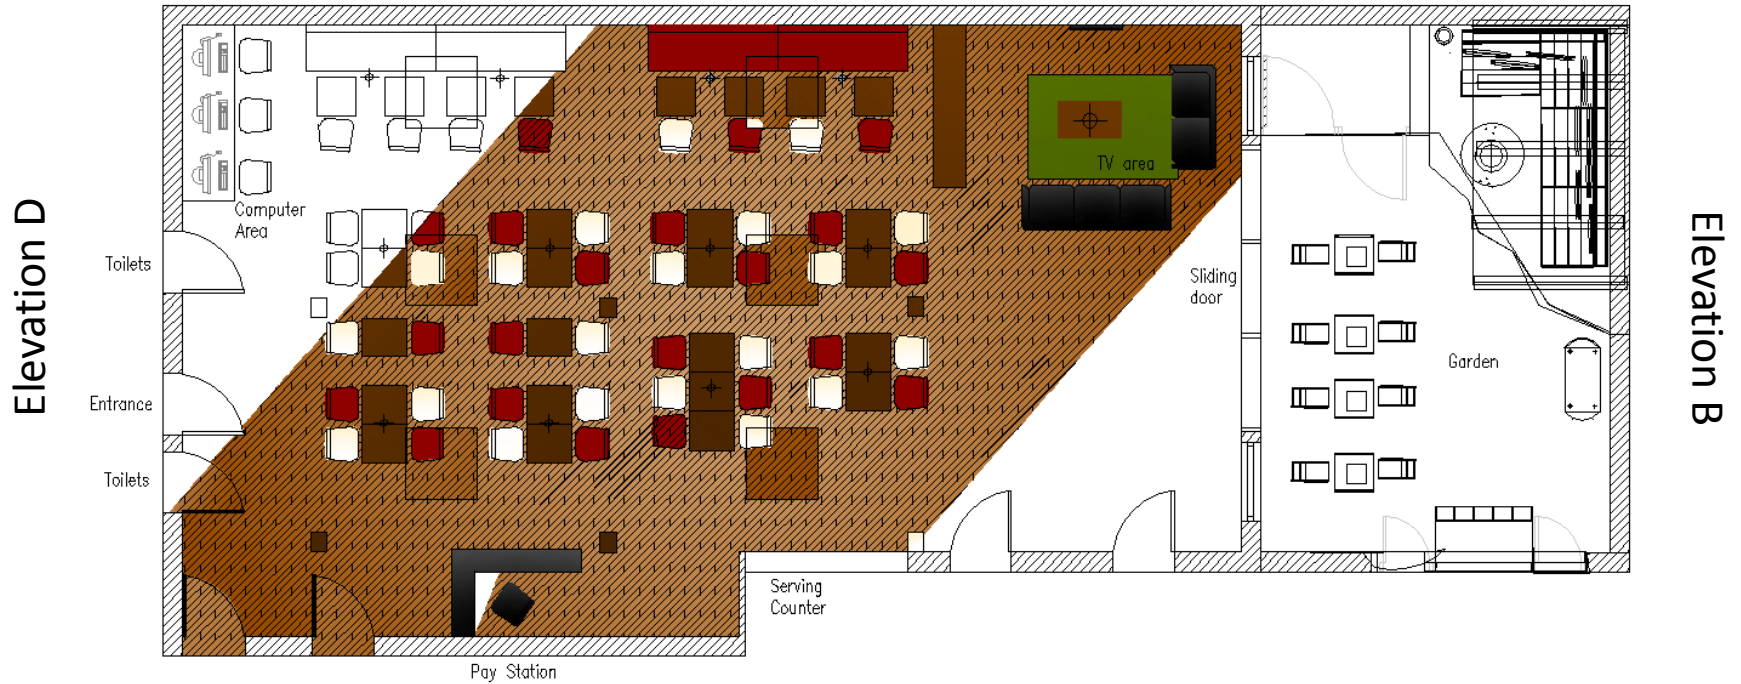 Elevation D
Computer
Area
Toilets
Entrance
Toilets
TV area
Sliding
door
Garden
Serving
Counter
Pay Station
Elevation B